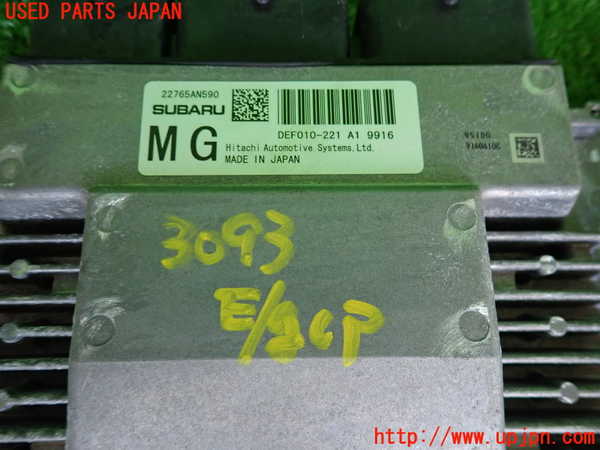 USED PARTS JAPAN
22765AN590
SUBARU
DEF010-221 A1 9916
MG
Hitachi Automotive Systems,Ltd.
MADE IN JAPAN
3093
http://www.upjpn.com/